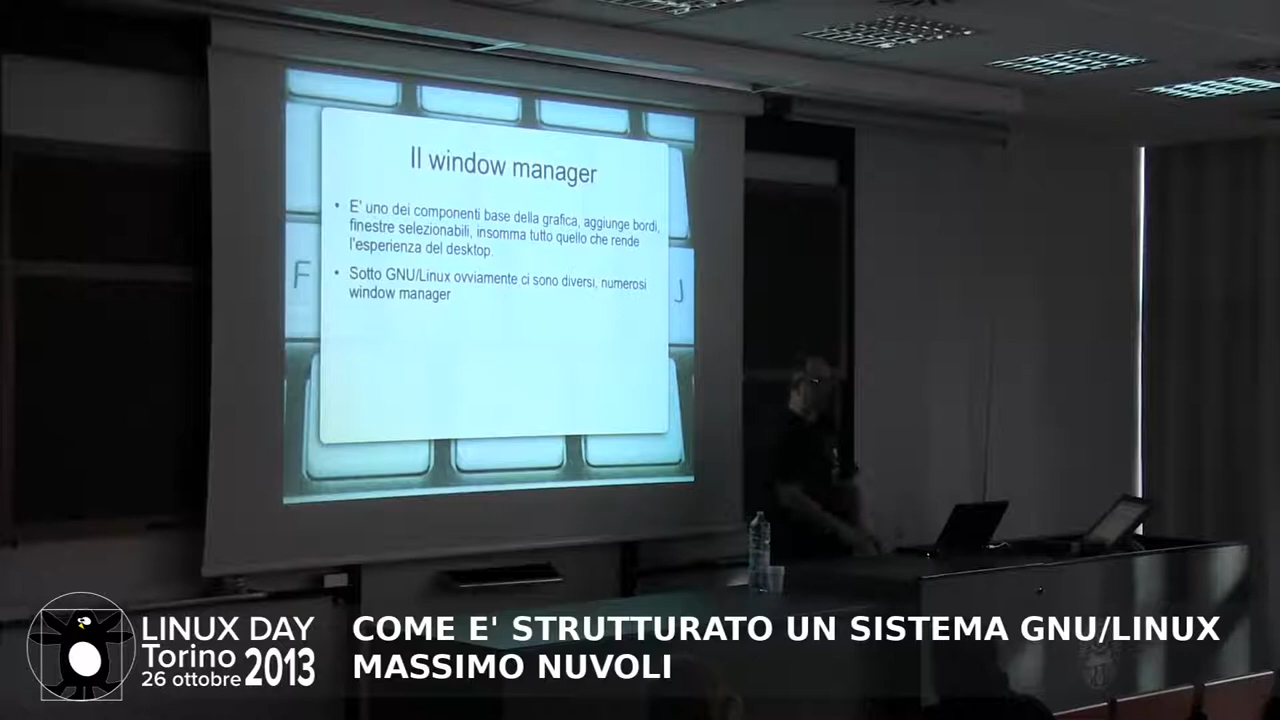 Il window manager
• E' uno dei componenti base della grafica, aggiunge bordi,
finestre selezionabili, insomma tutto quello che rende
l'esperienza del desktop.
• Sotto GNU/Linux ovviamente ci sono diversi, numerosi
window manager
F
J
LINUX DAY
Torino 2013
26 ottobre
COME E' STRUTTURATO UN SISTEMA GNU/LINUX
MASSIMO NUVOLI